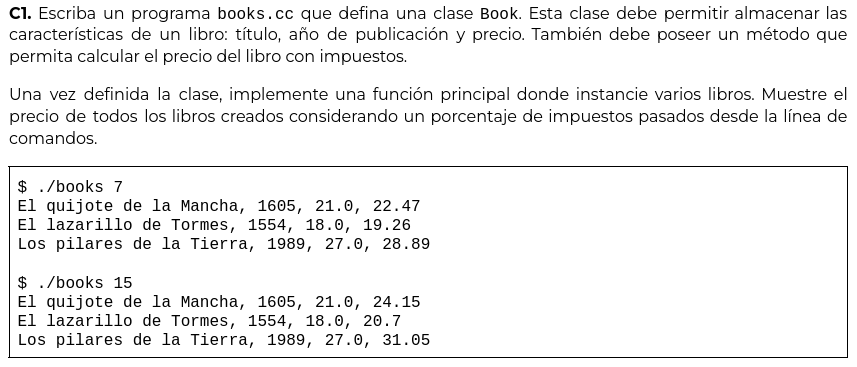 C1. Escriba un programa books.cc que defina una clase Book. Esta clase debe permitir almacenar las
características de un libro: título, año de publicación y precio. También debe poseer un método que
permita calcular el precio del libro con impuestos.
Una vez definida la clase, implemente una función principal donde instancie varios libros. Muestre el
precio de todos los libros creados considerando un porcentaje de impuestos pasados desde la línea de
comandos.
$ ./books 7
El quijote de la Mancha, 1605, 21.0, 22.47
El lazarillo de Tormes, 1554, 18.0, 19.26
Los pilares de la Tierra, 1989, 27.0, 28.89
$ ./books 15
El quijote de la Mancha, 1605, 21.0, 24.15
El lazarillo de Tormes, 1554, 18.0, 20.7
Los pilares de la Tierra, 1989, 27.0, 31.05